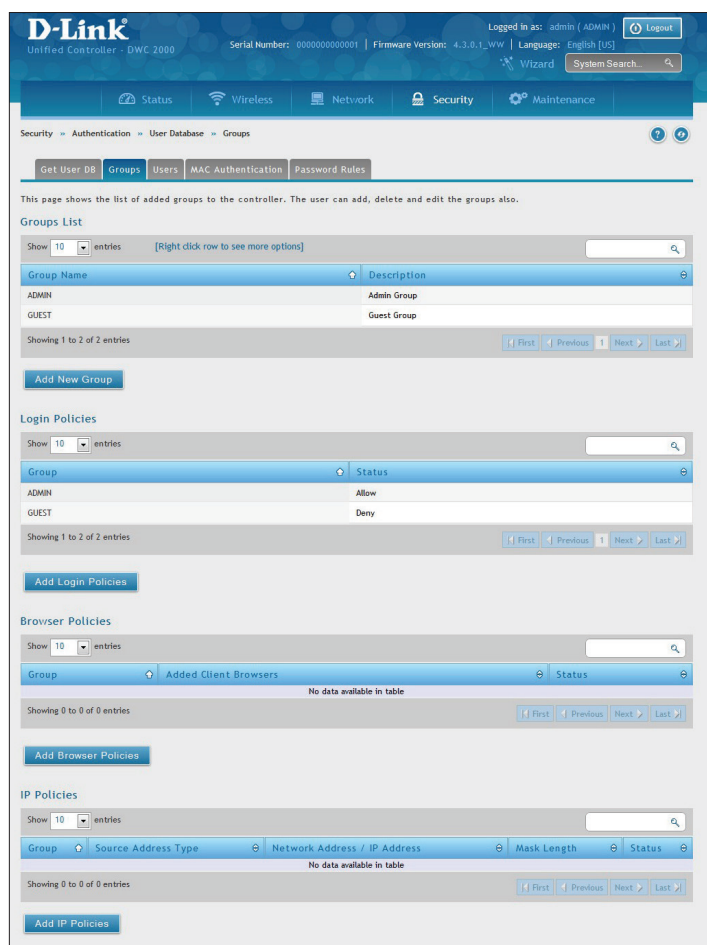 D-Link
Unified Controller - DWC 2000
Logged in as: admin ( ADMIN ) Logout
Serial Number: 0000000000001 | Firmware Version: 4.3.0.1_WW | Language: English [US]
Wizard System Search...
Status Wireless Network Security Maintenance
Security » Authentication » User Database » Groups
Get User DB Groups Users MAC Authentication Password Rules
This page shows the list of added groups to the controller. The user can add, delete and edit the groups also.
Groups List
Show 10 entries [Right click row to see more options]
Group Name Description
ADMIN Admin Group
GUEST Guest Group
Showing 1 to 2 of 2 entries First Previous 1 Next Last
Add New Group
Login Policies
Show 10 entries
Group Status
ADMIN Allow
GUEST Deny
Showing 1 to 2 of 2 entries First Previous 1 Next Last
Add Login Policies
Browser Policies
Show 10 entries
Group Added Client Browsers Status
No data available in table
Showing 0 to 0 of 0 entries First Previous Next Last
Add Browser Policies
IP Policies
Show 10 entries
Group Source Address Type Network Address / IP Address Mask Length Status
No data available in table
Showing 0 to 0 of 0 entries First Previous Next Last
Add IP Policies